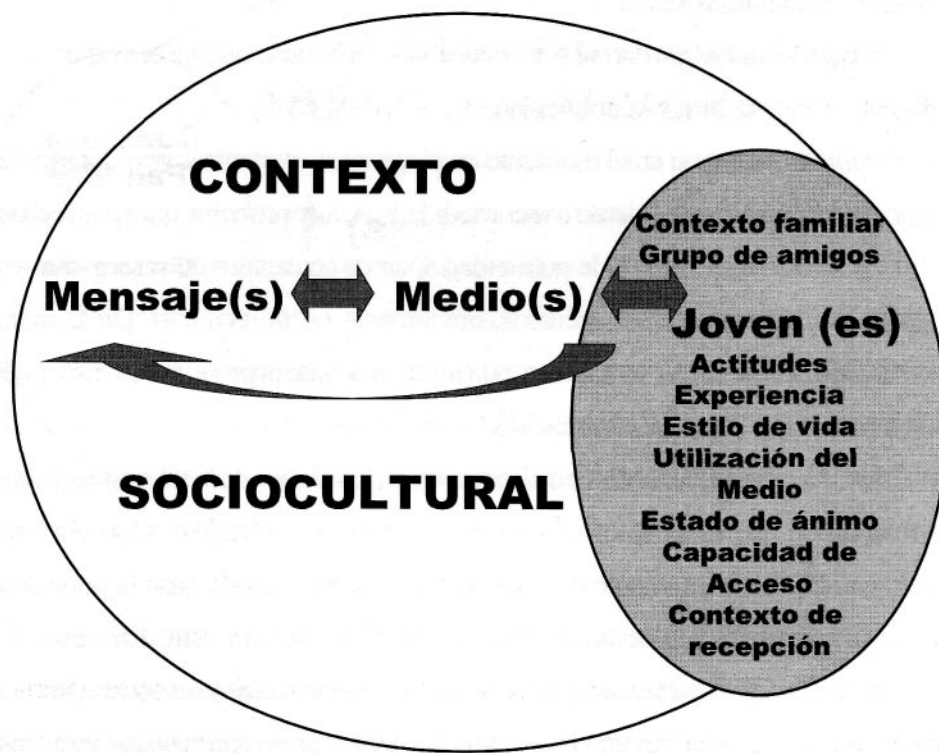 CONTEXTO
Contexto familiar
Grupo de amigos
Mensaje(s) Medio(s)
Joven (es)
Actitudes
Experiencia
Estilo de vida
Utilización del
Medio
Estado de ánimo
Capacidad de
Acceso
Contexto de
recepción
SOCIOCULTURAL